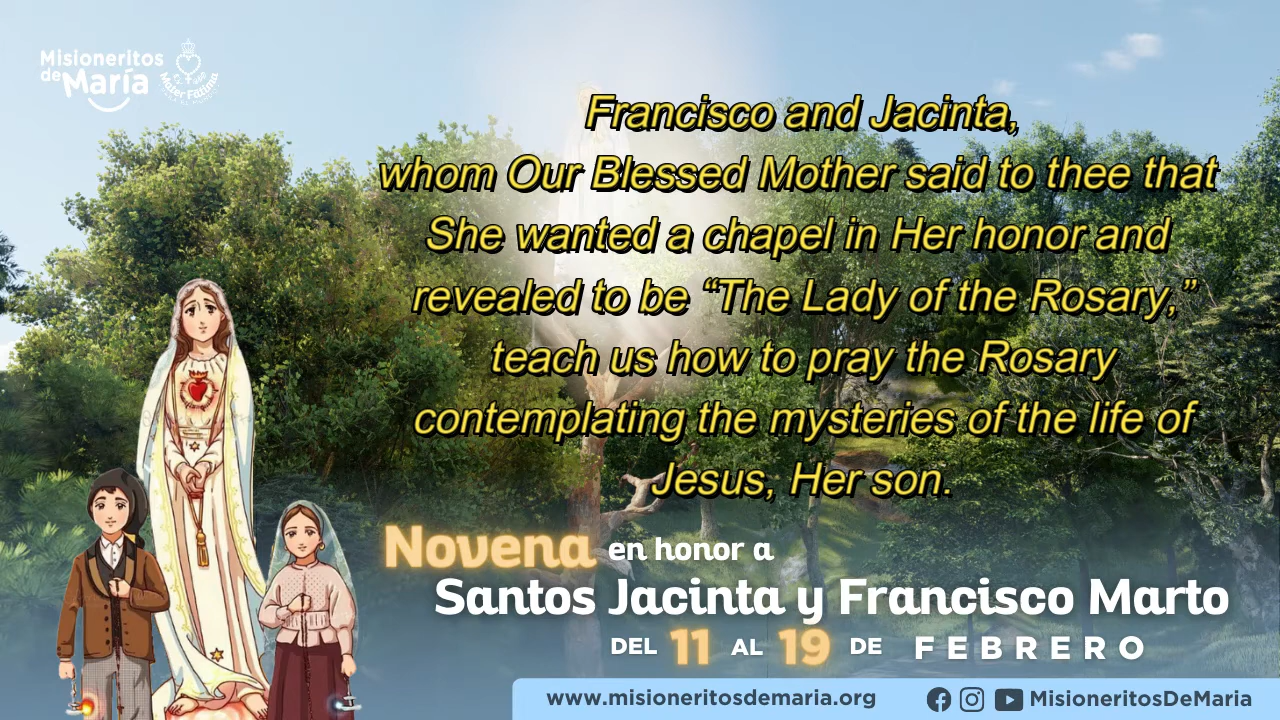 Misioneritos
de María
Mater Fátima
Francisco and Jacinta,
whom Our Blessed Mother said to thee that
She wanted a chapel in Her honor and
revealed to be “The Lady of the Rosary,”
teach us how to pray the Rosary
contemplating the mysteries of the life of
Jesus, Her son.
Novena en honor a
Santos Jacinta y Francisco Marto
DEL 11 AL 19 DE FEBRERO
www.misioneritosdemaria.org MisioneritosDeMaria